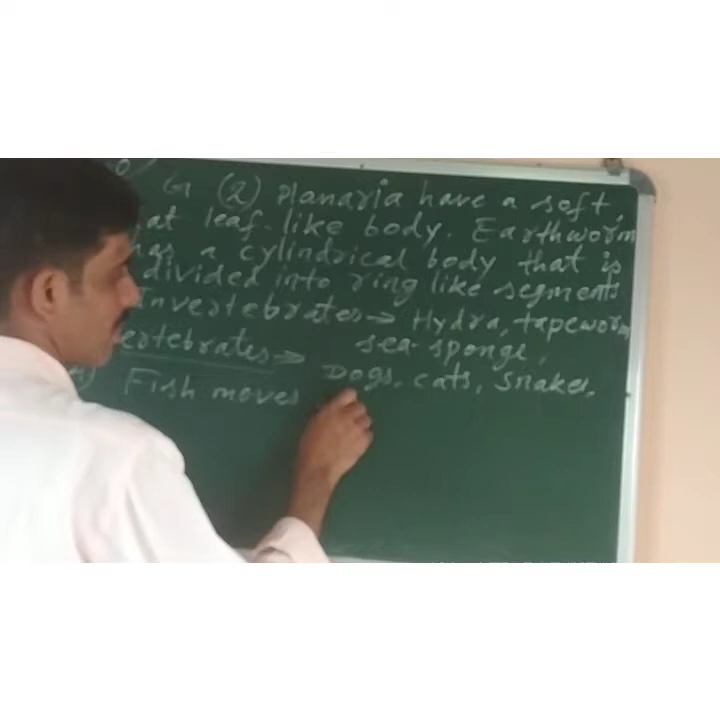 G (2) Planaria have a soft,
at leaf-like body. Earthworm
has a cylindrical body that is
divided into ring like segments
Invertebrates → Hydra, tapeworm,
sea-sponge,
ertebrates → Dogs, cats, snakes,
Fish moves